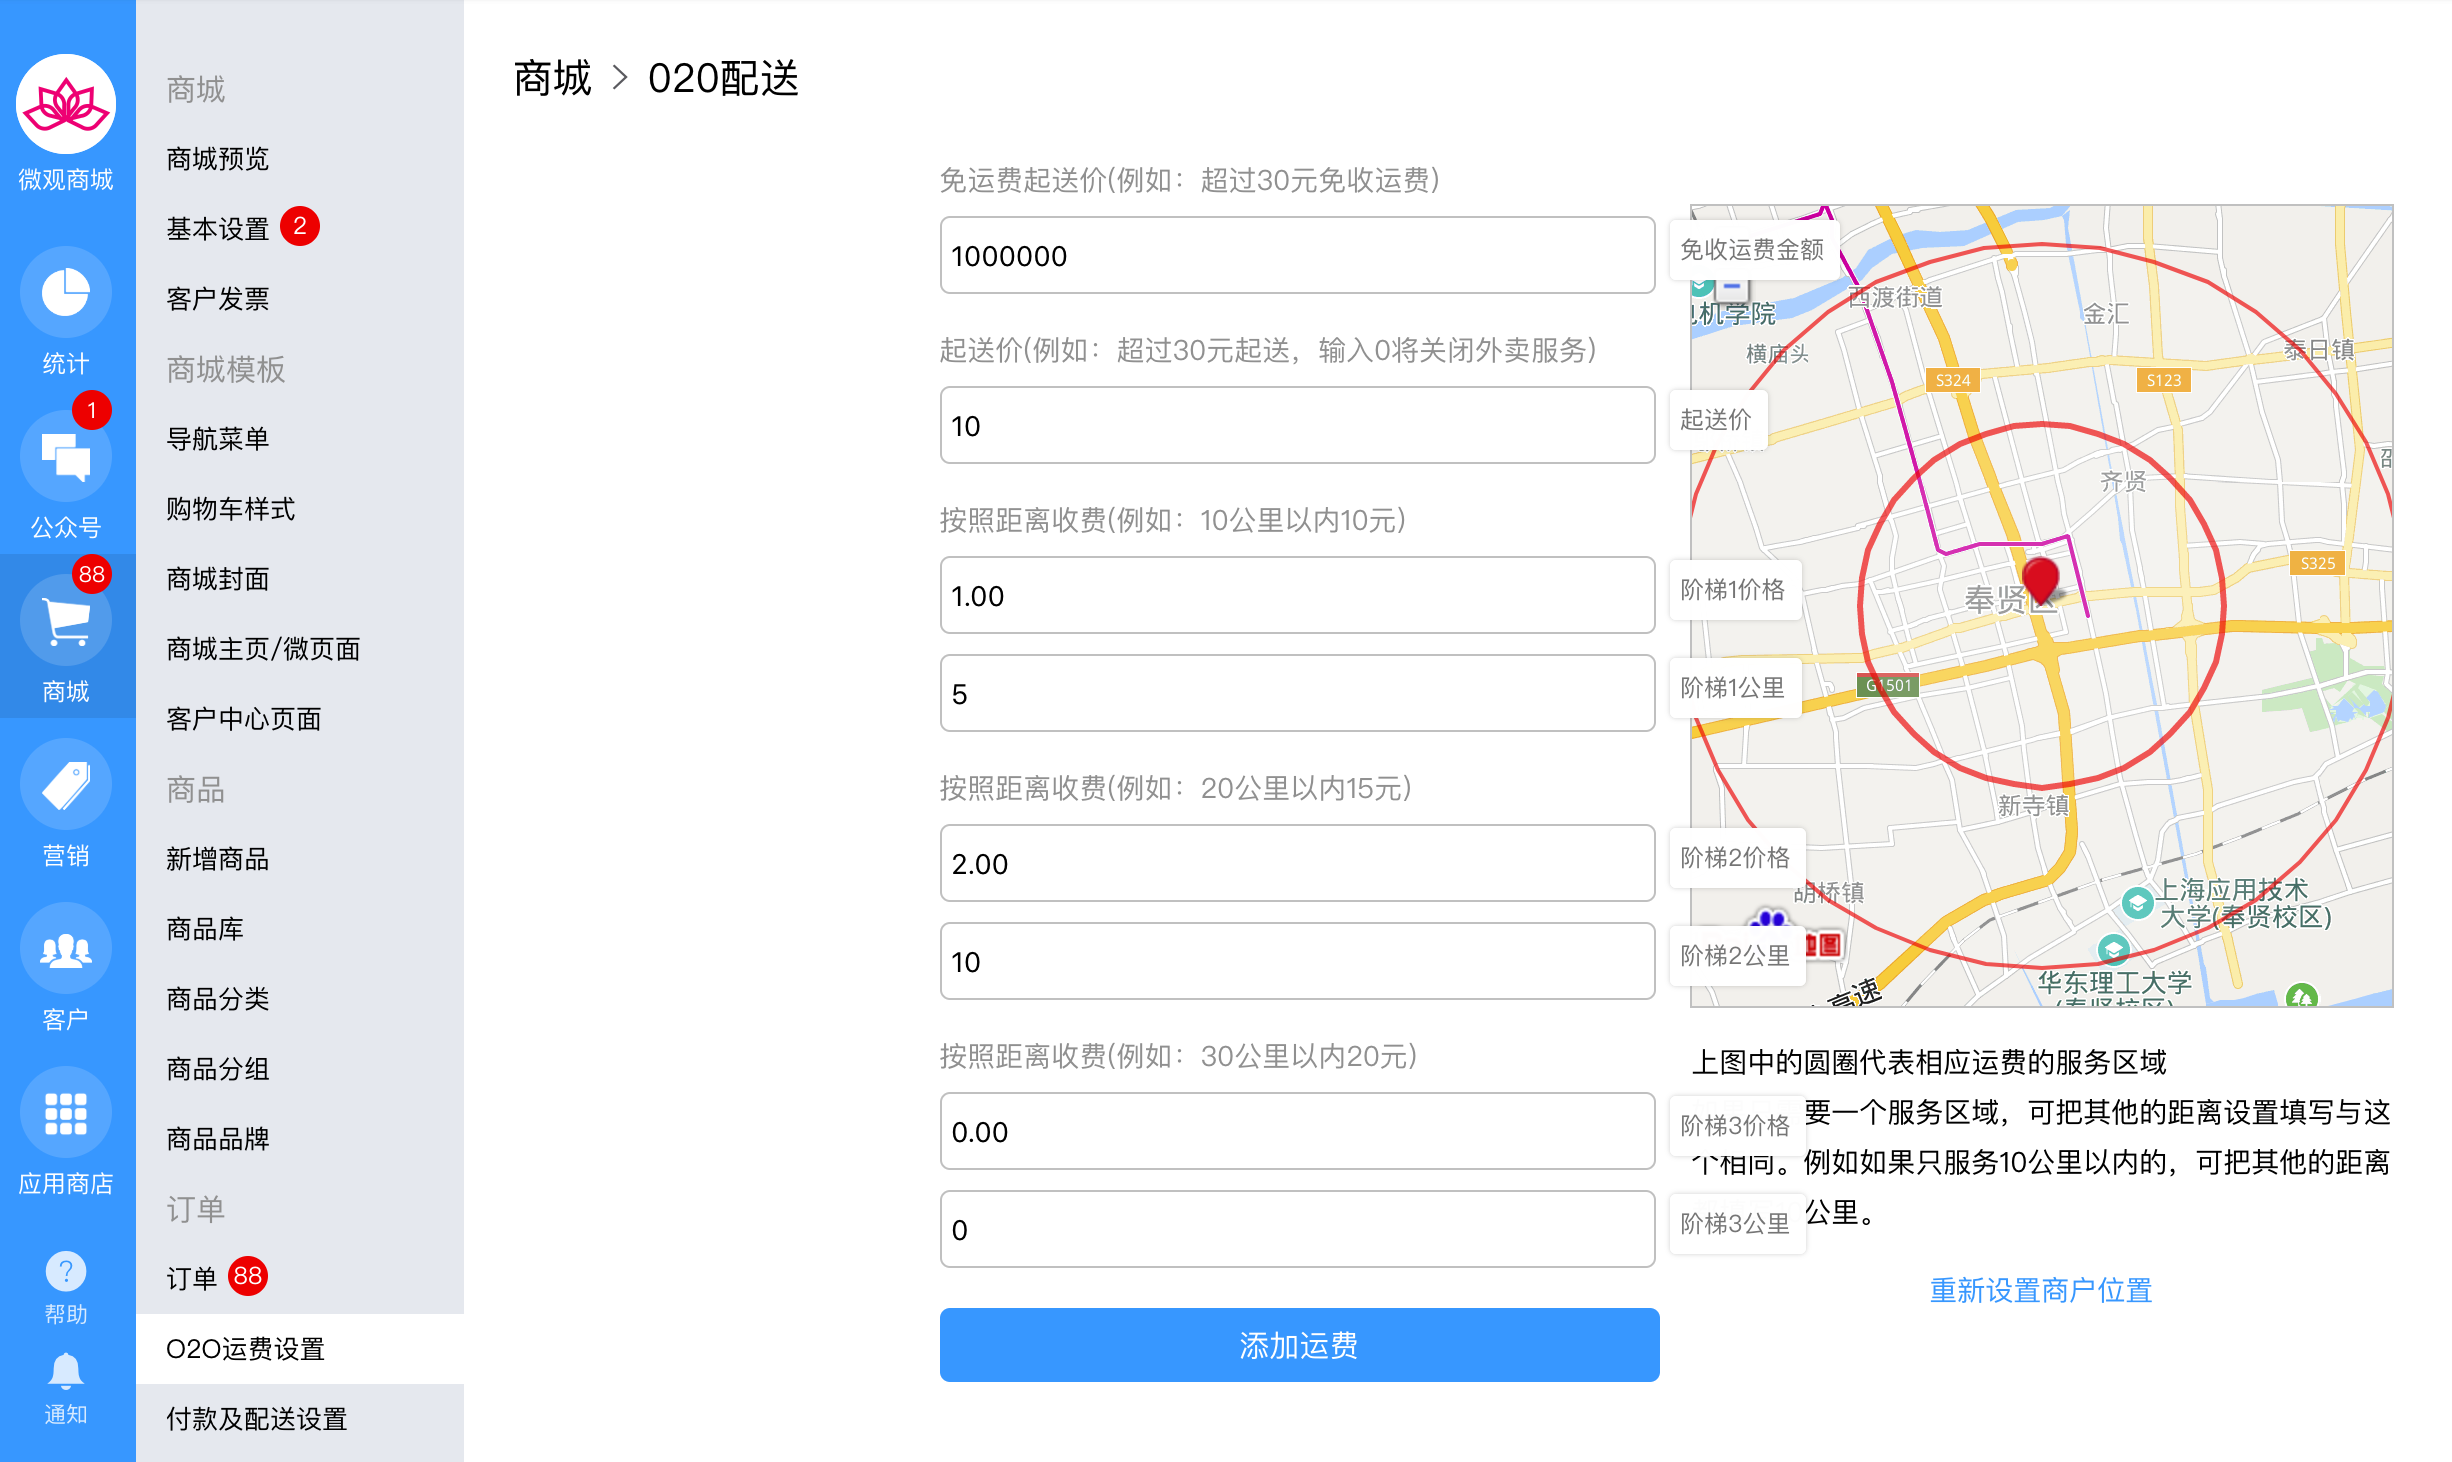 微观商城
统计
1
公众号
88
商城
营销
客户
应用商店
?
帮助
通知
商城
商城预览
基本设置 2
客户发票
商城模板
导航菜单
购物车样式
商城封面
商城主页/微页面
客户中心页面
商品
新增商品
商品库
商品分类
商品分组
商品品牌
订单
订单 88
O2O运费设置
付款及配送设置
商城 > 020配送
免运费起送价(例如：超过30元免收运费)
1000000
免收运费金额
起送价(例如：超过30元起送，输入0将关闭外卖服务)
10
起送价
按照距离收费(例如：10公里以内10元)
1.00
阶梯1价格
5
阶梯1公里
按照距离收费(例如：20公里以内15元)
2.00
阶梯2价格
10
阶梯2公里
按照距离收费(例如：30公里以内20元)
0.00
阶梯3价格
0
阶梯3公里
添加运费
西渡街道
金汇
机学院
横庙头
泰日镇
S324
S123
齐贤
S325
奉贤区
G1501
新寺镇
胡桥镇
上海应用技术
大学(奉贤校区)
地图
华东理工大学
(奉贤校区)
高速
上图中的圆圈代表相应运费的服务区域
要一个服务区域，可把其他的距离设置填写与这
个相同。例如如果只服务10公里以内的，可把其他的距离
公里。
重新设置商户位置